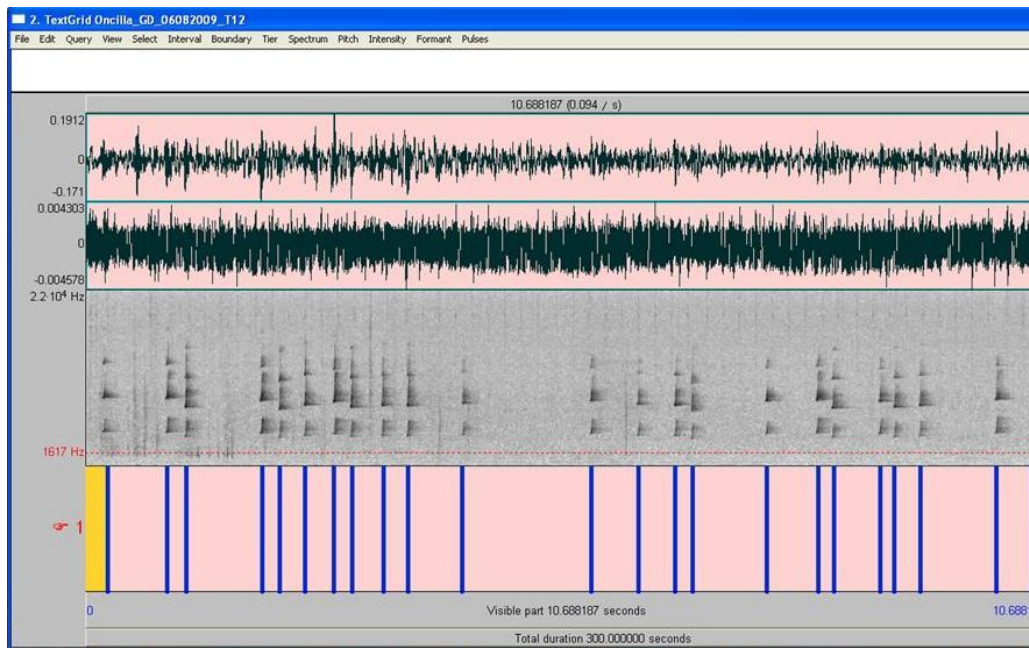 2. TextGrid Oncilla_GD_06082009_T12
File Edit Query View Select Interval Boundary Tier Spectrum Pitch Intensity Formant Pulses
10.688187 (0.094 / s)
0.1912
0
-0.171
0.004303
0
-0.004578
2.2·10⁴ Hz
1617 Hz
☞ 1
0 Visible part 10.688187 seconds 10.688
Total duration 300.000000 seconds